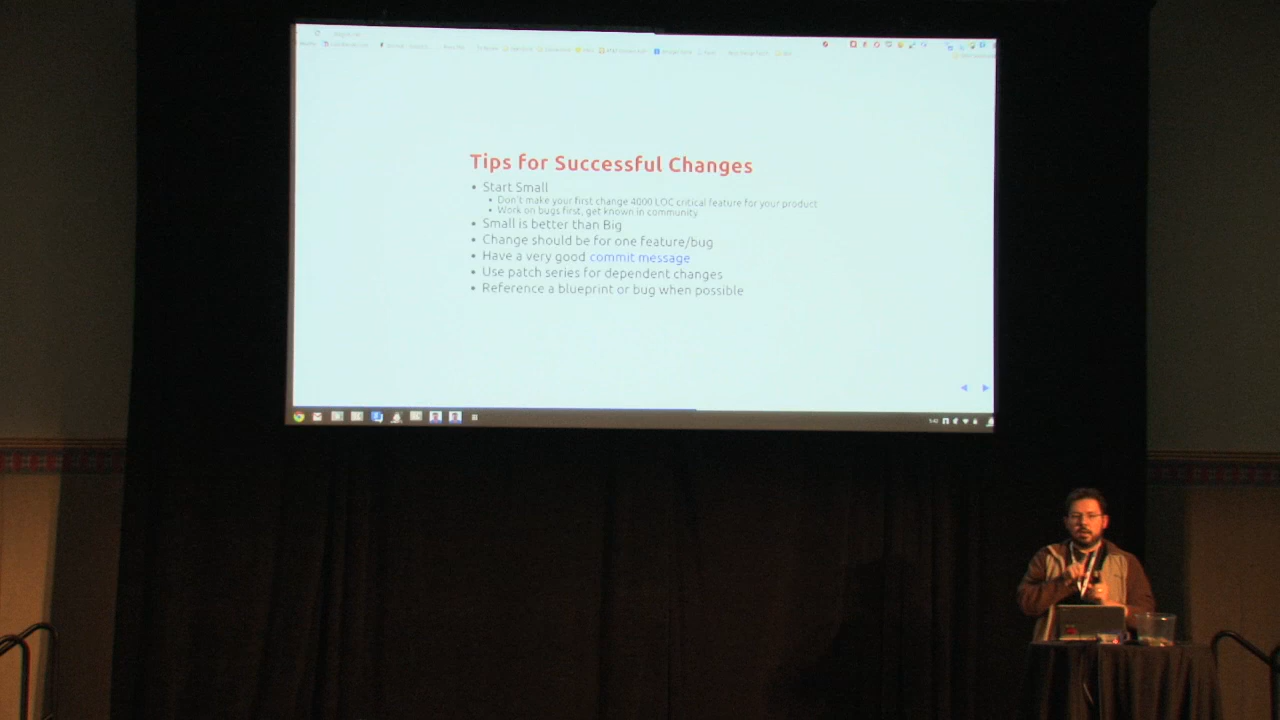 Tips for Successful Changes
Start Small
Don't make your first change 4000 LOC critical feature for your product
Work on bugs first, get known in community
Small is better than Big
Change should be for one feature/bug
Have a very good commit message
Use patch series for dependent changes
Reference a blueprint or bug when possible